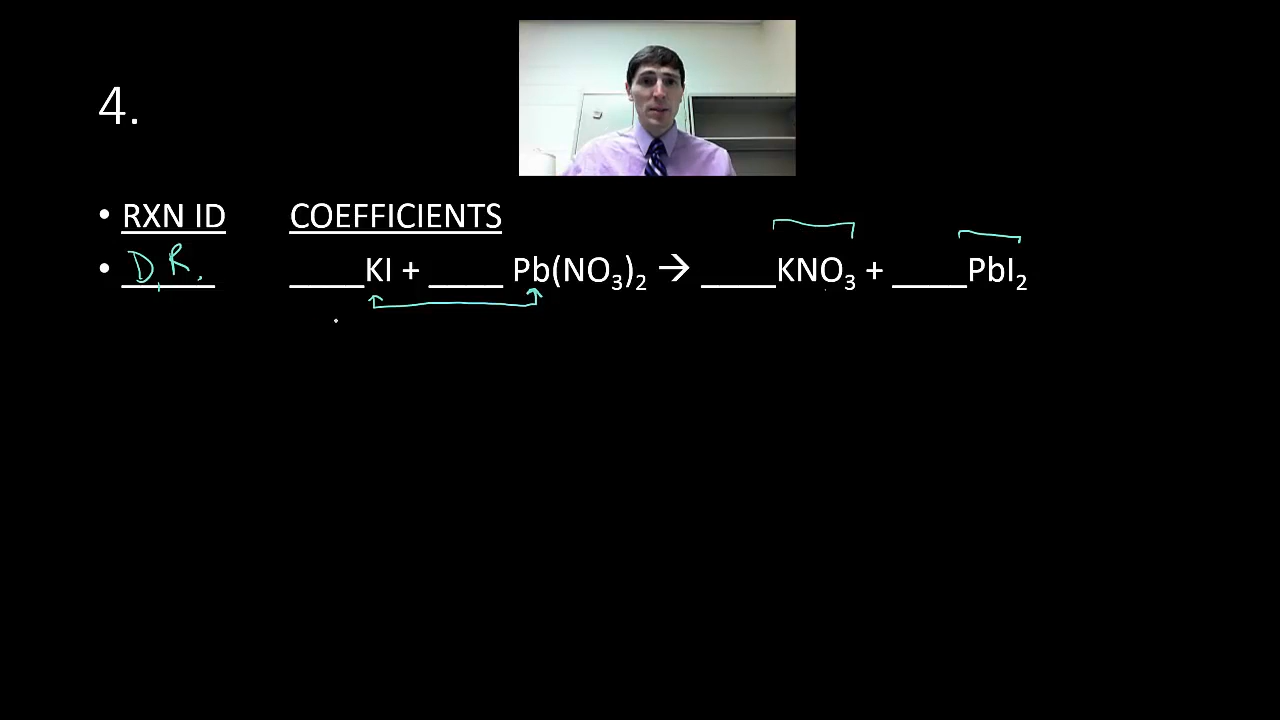 4.
• RXN ID COEFFICIENTS
• D.R. ____KI + ____ Pb(NO₃)₂ → ____KNO₃ + ____PbI₂